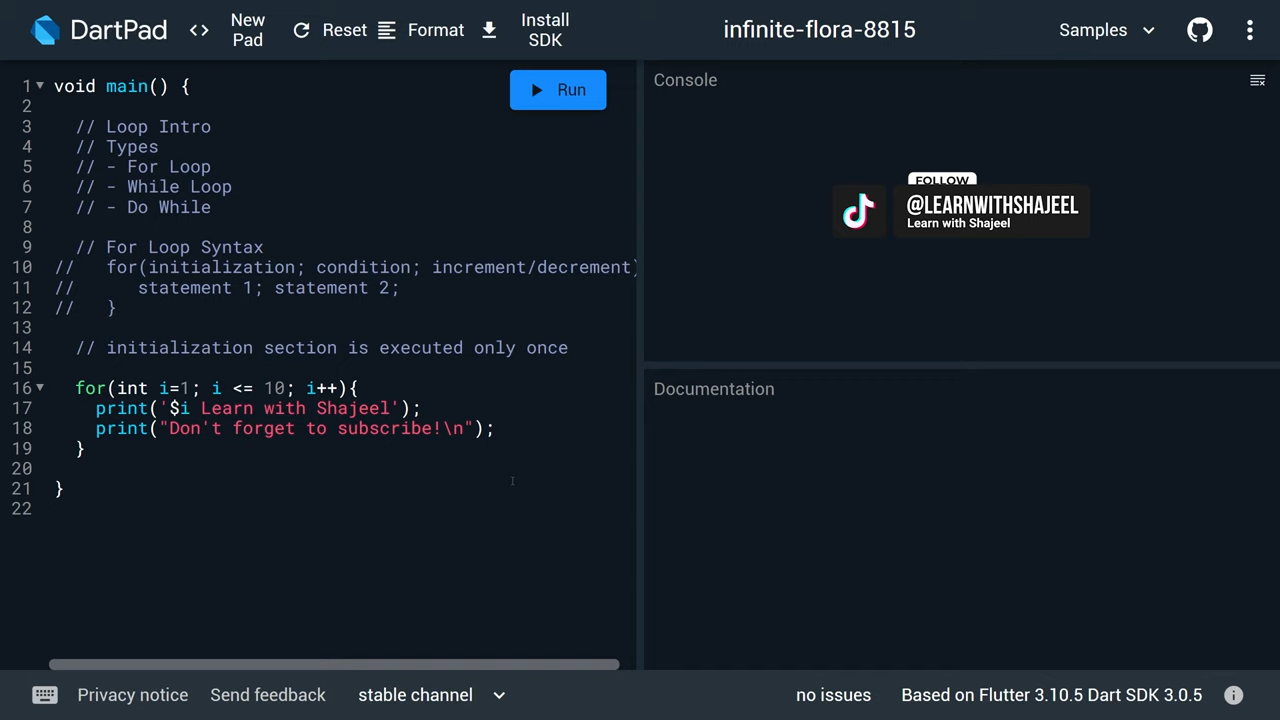 DartPad <> New Pad Reset Format Install SDK infinite-flora-8815 Samples
Run
1 void main() {
2
3 // Loop Intro
4 // Types
5 // - For Loop
6 // - While Loop
7 // - Do While
8
9 // For Loop Syntax
10 // for(initialization; condition; increment/decrement)
11 // statement 1; statement 2;
12 // }
13
14 // initialization section is executed only once
15
16 for(int i=1; i <= 10; i++){
17 print('$i Learn with Shajeel');
18 print("Don't forget to subscribe!\n");
19 }
20
21 }
22
Console
FOLLOW
@LEARNWITHSHAJEEL
Learn with Shajeel
Documentation
Privacy notice Send feedback stable channel no issues Based on Flutter 3.10.5 Dart SDK 3.0.5